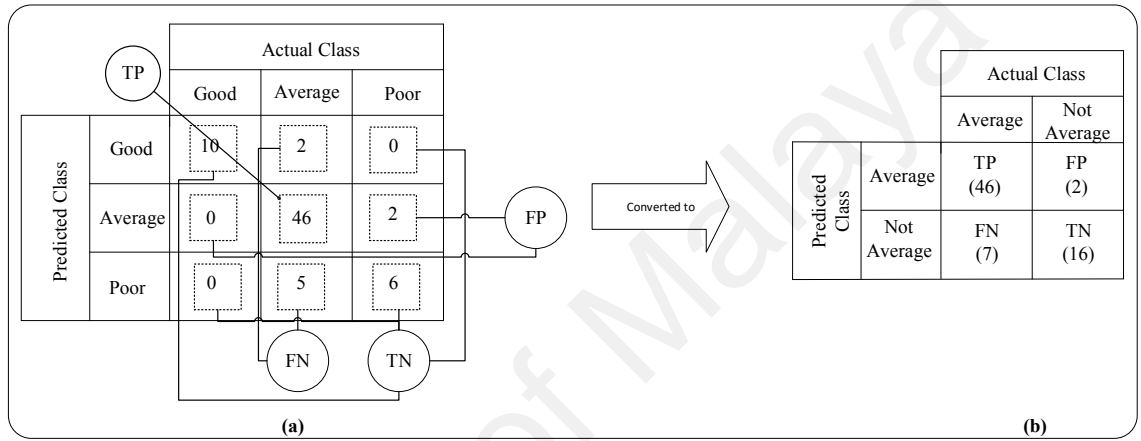 Actual Class
TP
Good Average Poor
Predicted Class
Good 10 2 0
Average 0 46 2
FP
Poor 0 5 6
FN TN
(a)
Converted to
Actual Class
Average Not
Average
Predicted
Class
Average TP FP
(46) (2)
Not
Average
FN TN
(7) (16)
(b)
of Malaya